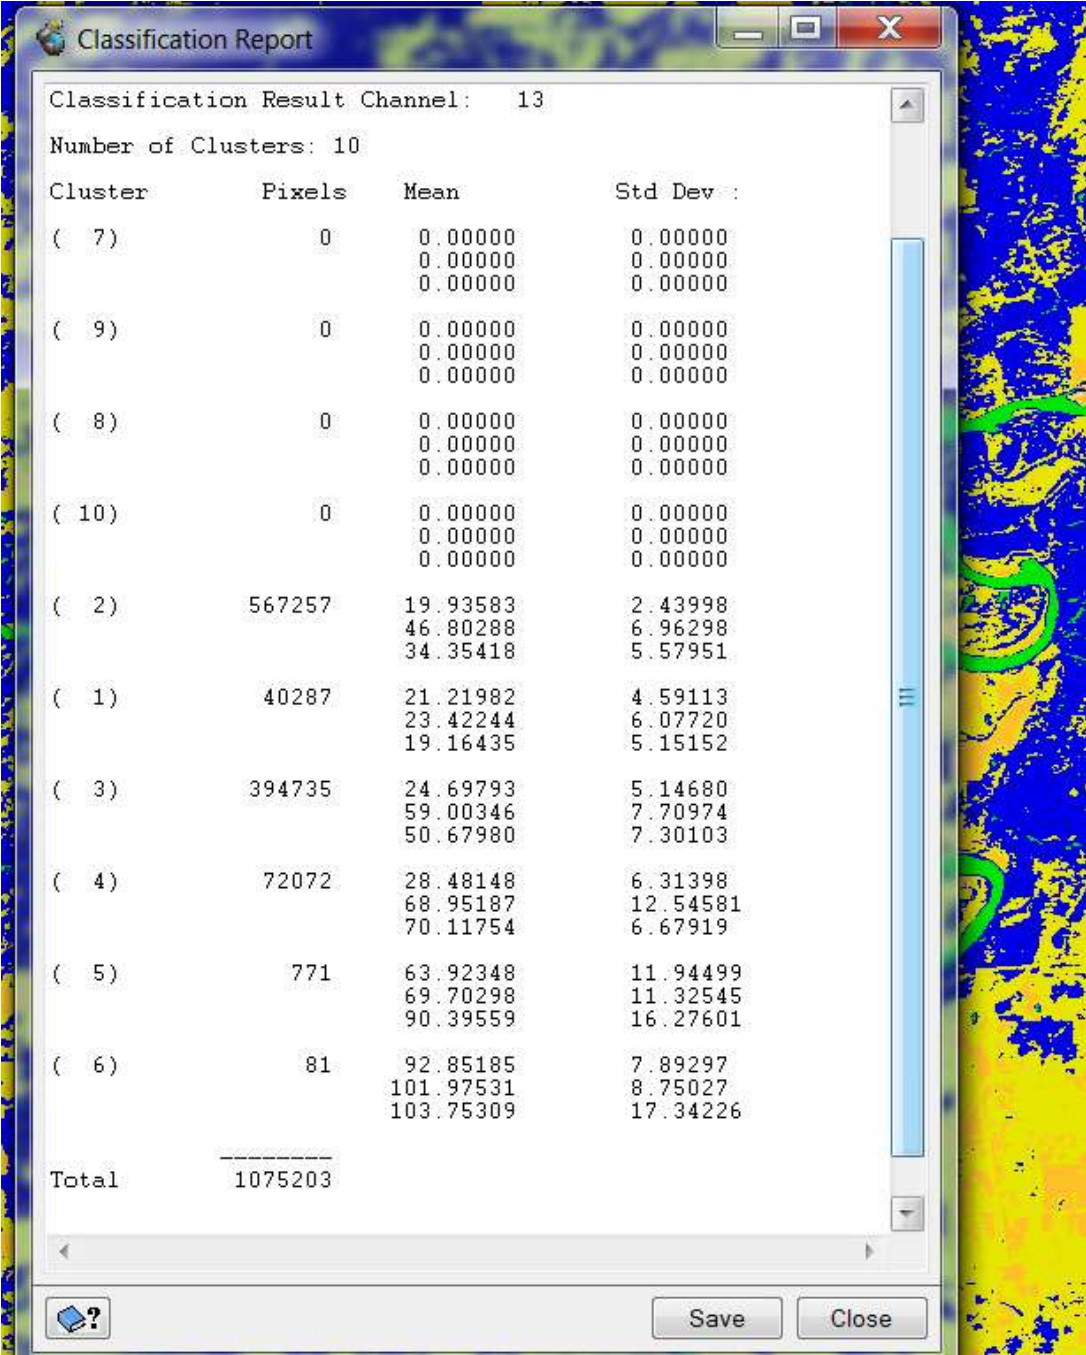 Classification Report
Classification Result Channel: 13
Number of Clusters: 10
Cluster Pixels Mean Std Dev :
( 7) 0 0.00000 0.00000
0.00000 0.00000
0.00000 0.00000
( 9) 0 0.00000 0.00000
0.00000 0.00000
0.00000 0.00000
( 8) 0 0.00000 0.00000
0.00000 0.00000
0.00000 0.00000
( 10) 0 0.00000 0.00000
0.00000 0.00000
0.00000 0.00000
( 2) 567257 19.93583 2.43998
46.80288 6.96298
34.35418 5.57951
( 1) 40287 21.21982 4.59113
23.42244 6.07720
19.16435 5.15152
( 3) 394735 24.69793 5.14680
59.00346 7.70974
50.67980 7.30103
( 4) 72072 28.48148 6.31398
68.95187 12.54581
70.11754 6.67919
( 5) 771 63.92348 11.94499
69.70298 11.32545
90.39559 16.27601
( 6) 81 92.85185 7.89297
101.97531 8.75027
103.75309 17.34226
---------
Total 1075203
? Save Close